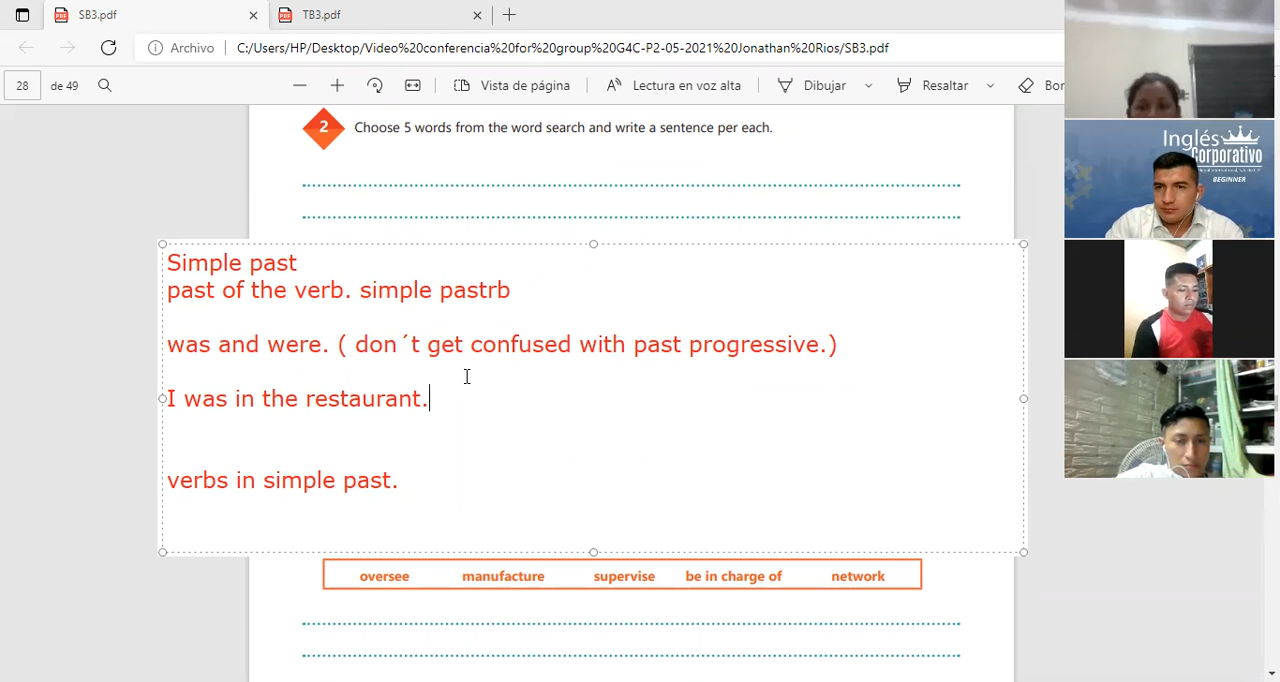 SB3.pdf
TB3.pdf
Archivo
C:/Users/HP/Desktop/Video%20conferencia%20for%20group%20G4C-P2-05-2021%20Jonathan%20Rios/SB3.pdf
28 de 49
Vista de página
Lectura en voz alta
Dibujar
Resaltar
Bor
2 Choose 5 words from the word search and write a sentence per each.
Simple past
past of the verb. simple pastrb
was and were. ( don´t get confused with past progressive.)
I was in the restaurant.
verbs in simple past.
oversee manufacture supervise be in charge of network
Inglés
Corporativo
BEGINNER